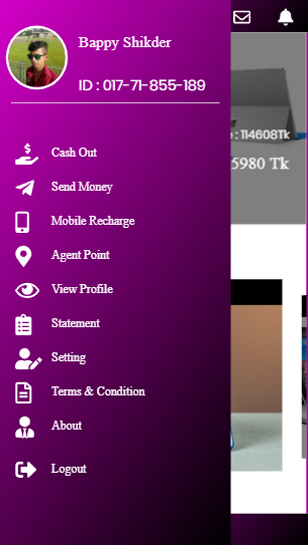 Bappy Shikder
ID : 017-71-855-189
: 114608Tk
5980 Tk
Cash Out
Send Money
Mobile Recharge
Agent Point
View Profile
Statement
Setting
Terms & Condition
About
Logout